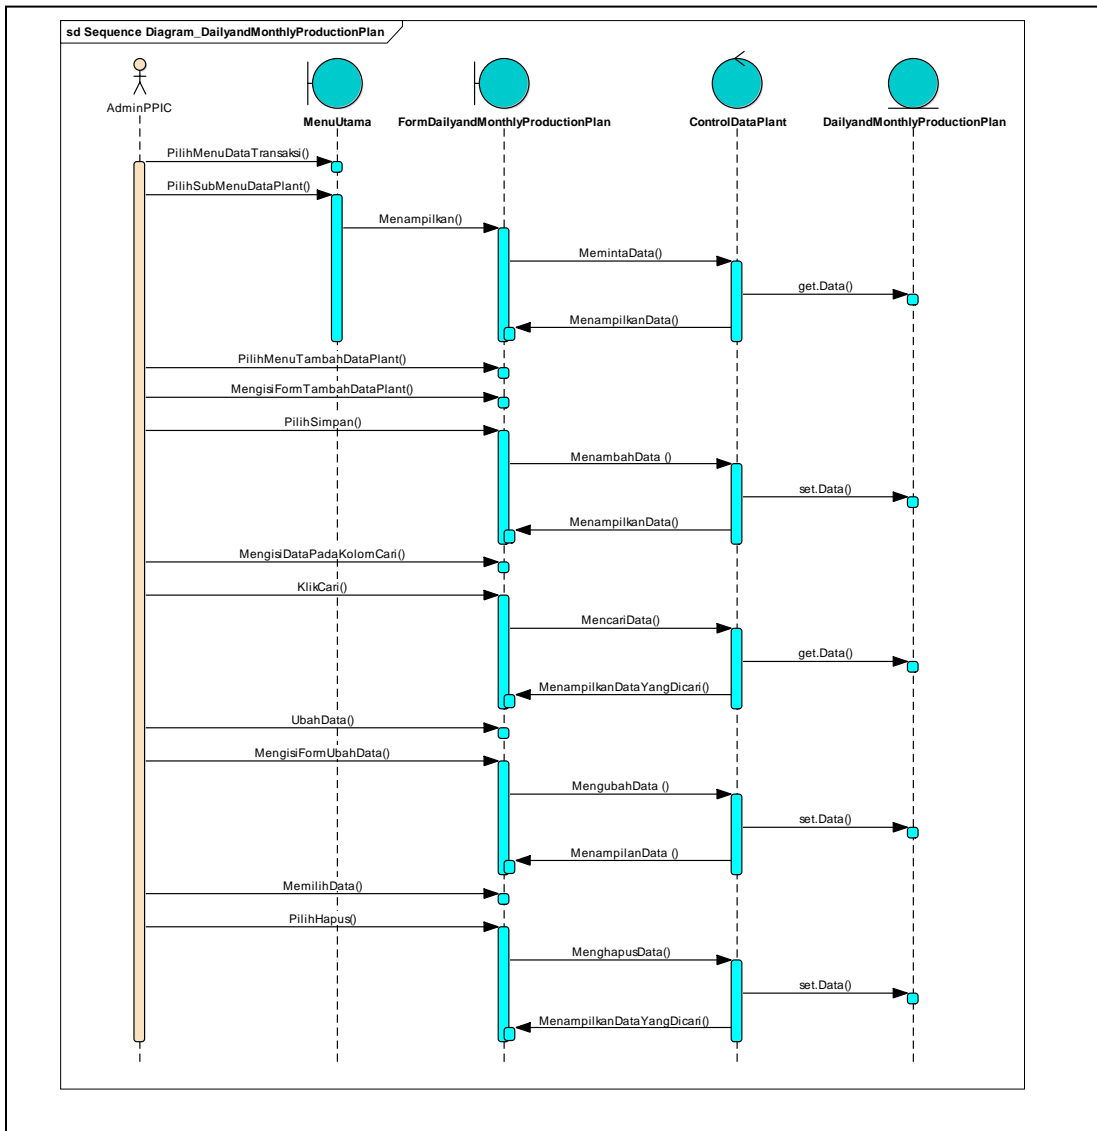 sd Sequence Diagram_DailyandMonthlyProductionPlan
AdminPPIC
MenuUtama
FormDailyandMonthlyProductionPlan
ControlDataPlant
DailyandMonthlyProductionPlan
PilihMenuDataTransaksi()
PilihSubMenuDataPlant()
Menampilkan()
MemintaData()
get.Data()
MenampilkanData()
PilihMenuTambahDataPlant()
MengisiFormTambahDataPlant()
PilihSimpan()
MenambahData ()
set.Data()
MenampilkanData()
MengisiDataPadaKolomCari()
KlikCari()
MencariData()
get.Data()
MenampilkanDataYangDicari()
UbahData()
MengisiFormUbahData()
MengubahData ()
set.Data()
MenampilanData ()
MemilihData()
PilihHapus()
MenghapusData()
set.Data()
MenampilkanDataYangDicari()